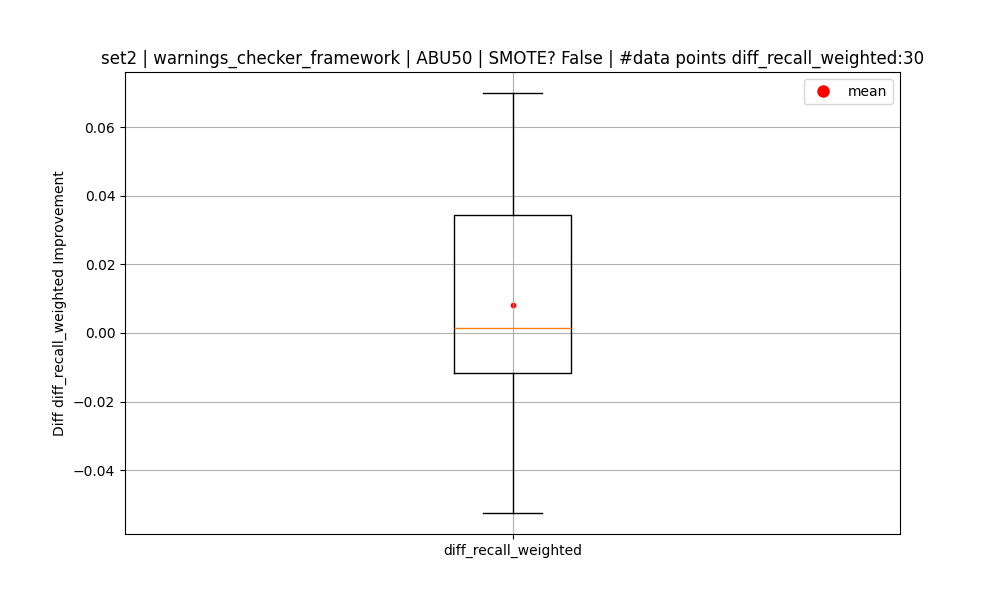 set2 | warnings_checker_framework | ABU50 | SMOTE? False | #data points diff_recall_weighted:30
mean
0.06
0.04
0.02
0.00
−0.02
−0.04
Diff diff_recall_weighted Improvement
diff_recall_weighted